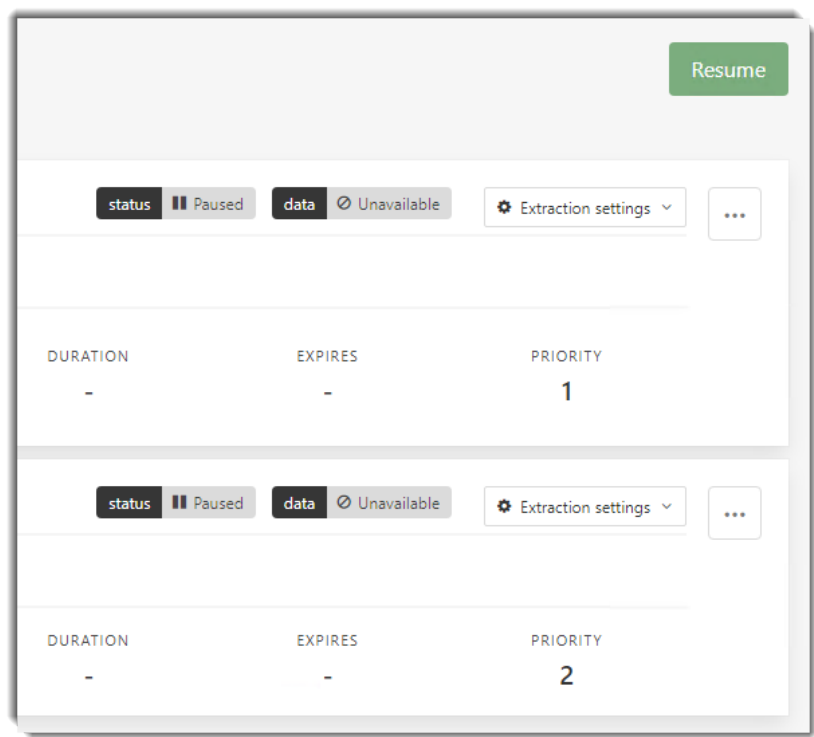 Resume
status Paused data Unavailable Extraction settings ...
DURATION EXPIRES PRIORITY
- - 1
status Paused data Unavailable Extraction settings ...
DURATION EXPIRES PRIORITY
- - 2